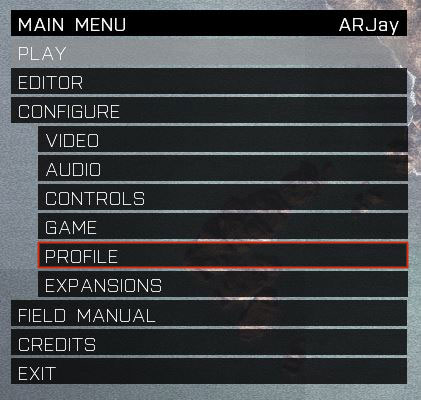 MAIN MENU ARJay
PLAY
EDITOR
CONFIGURE
VIDEO
AUDIO
CONTROLS
GAME
PROFILE
EXPANSIONS
FIELD MANUAL
CREDITS
EXIT